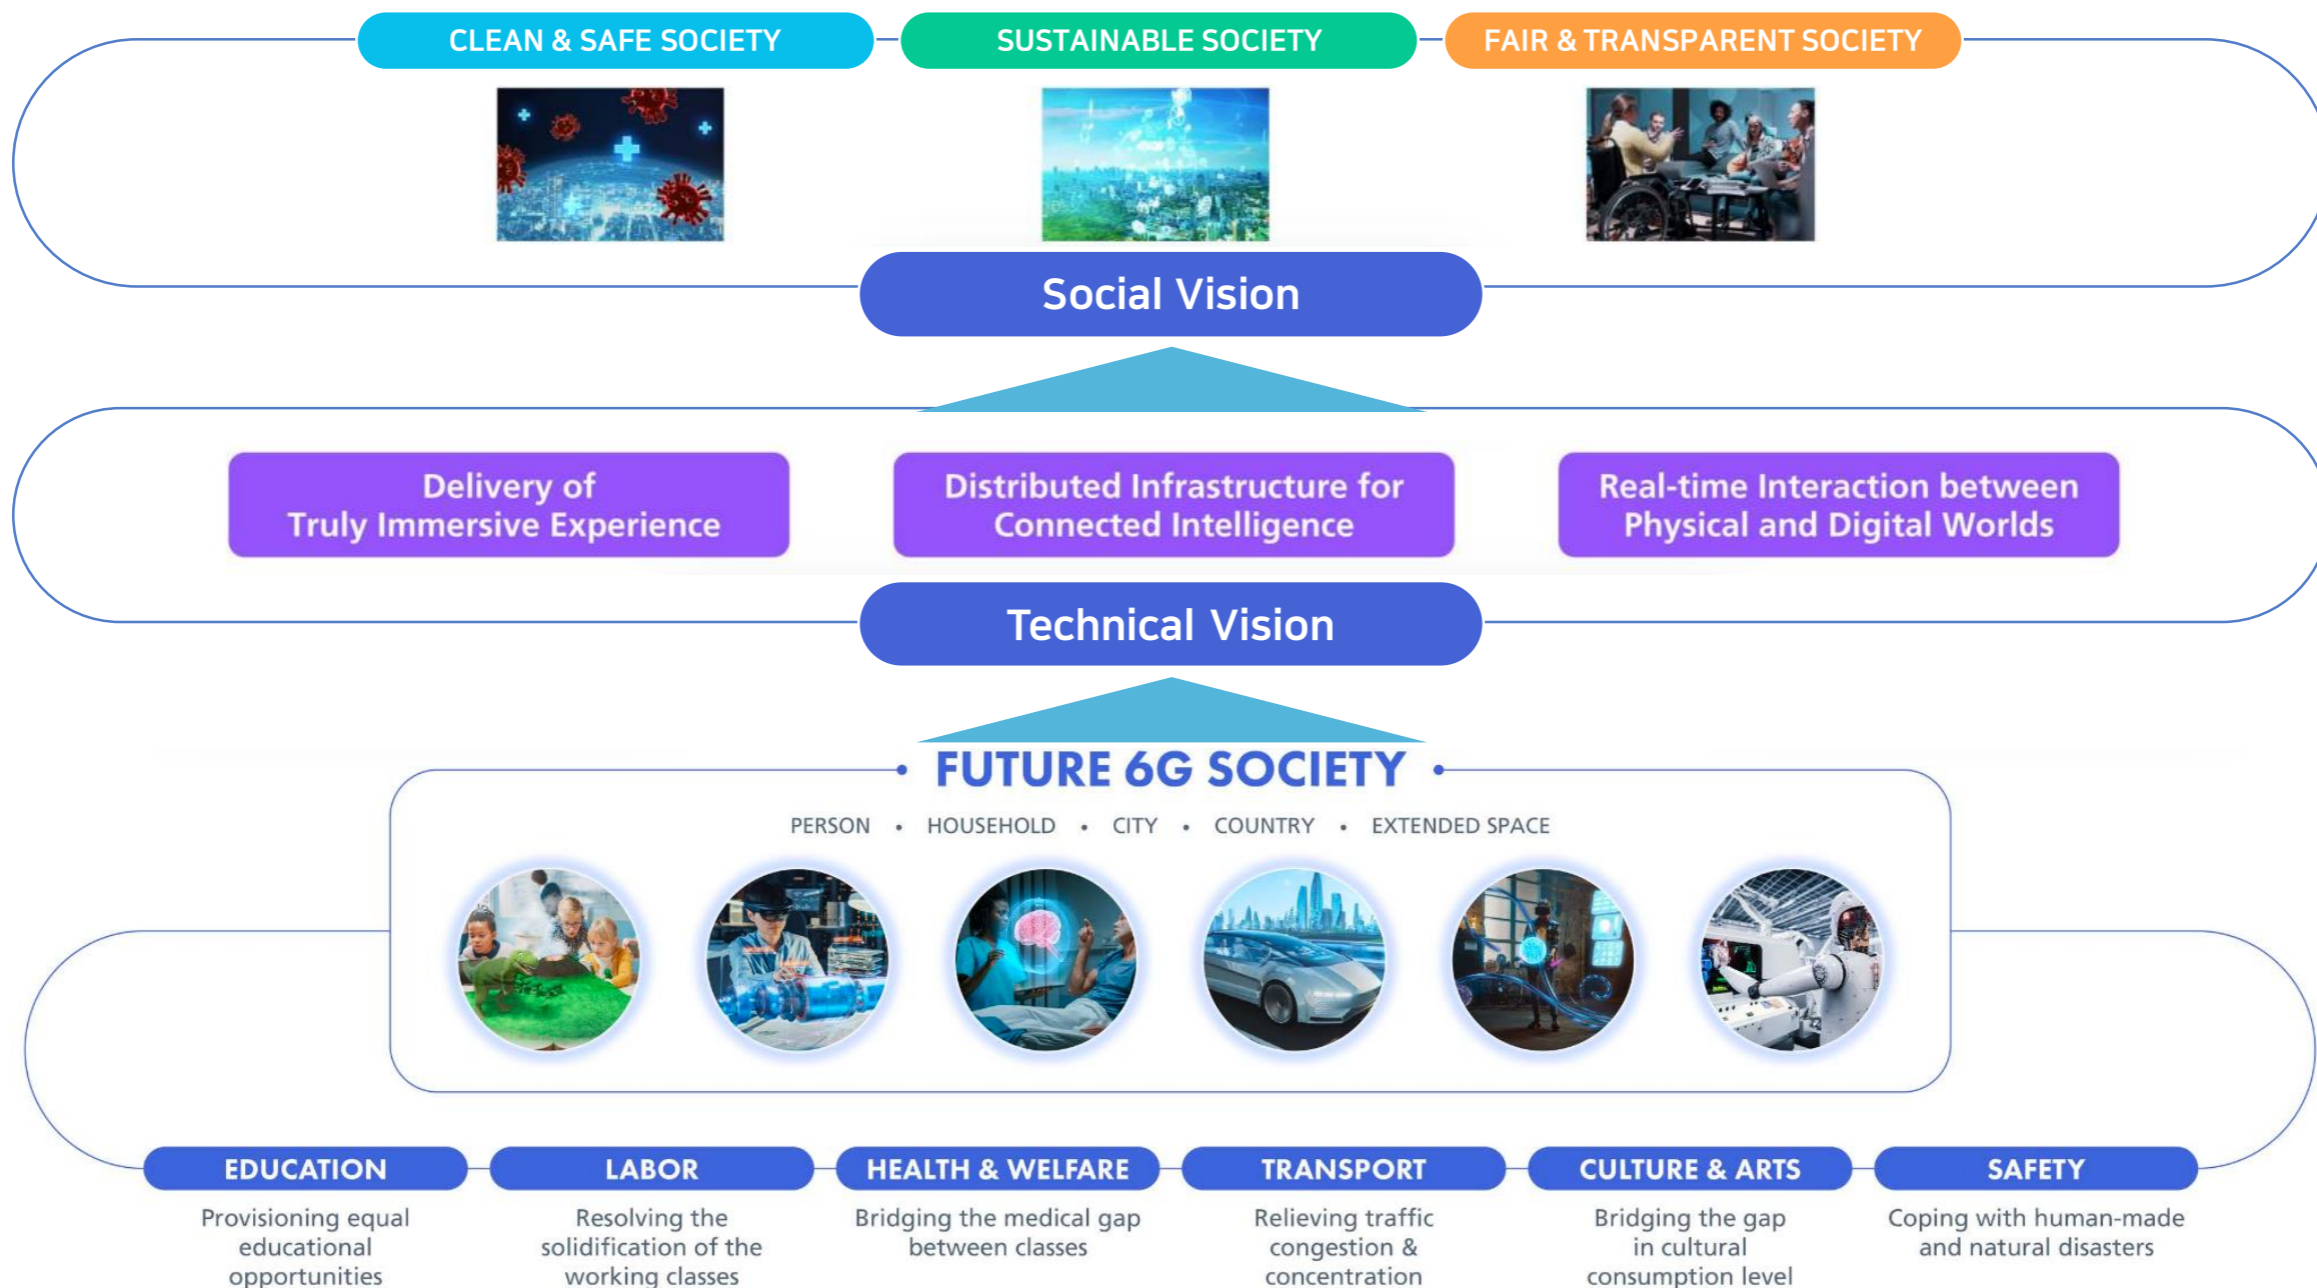 CLEAN & SAFE SOCIETY
SUSTAINABLE SOCIETY
FAIR & TRANSPARENT SOCIETY
Social Vision
Delivery of
Truly Immersive Experience
Distributed Infrastructure for
Connected Intelligence
Real-time Interaction between
Physical and Digital Worlds
Technical Vision
FUTURE 6G SOCIETY
PERSON • HOUSEHOLD • CITY • COUNTRY • EXTENDED SPACE
EDUCATION
Provisioning equal
educational
opportunities
LABOR
Resolving the
solidification of the
working classes
HEALTH & WELFARE
Bridging the medical gap
between classes
TRANSPORT
Relieving traffic
congestion &
concentration
CULTURE & ARTS
Bridging the gap
in cultural
consumption level
SAFETY
Coping with human-made
and natural disasters